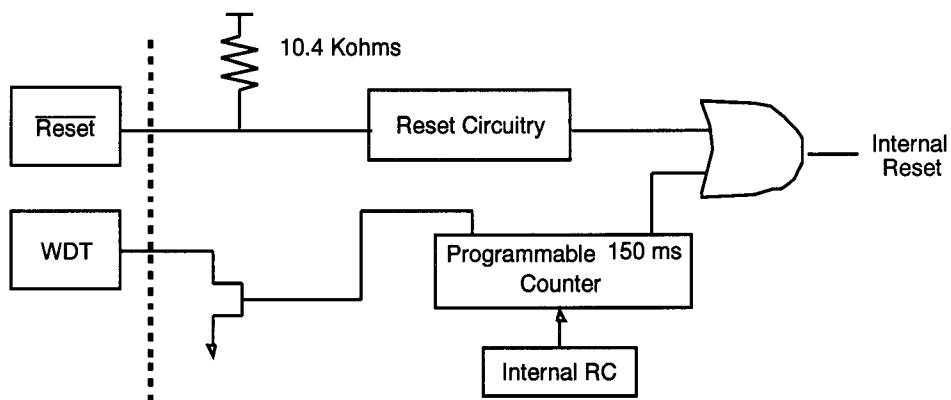 10.4 Kohms
Reset
Reset Circuitry
Internal
Reset
WDT
Programmable 150 ms
Counter
Internal RC